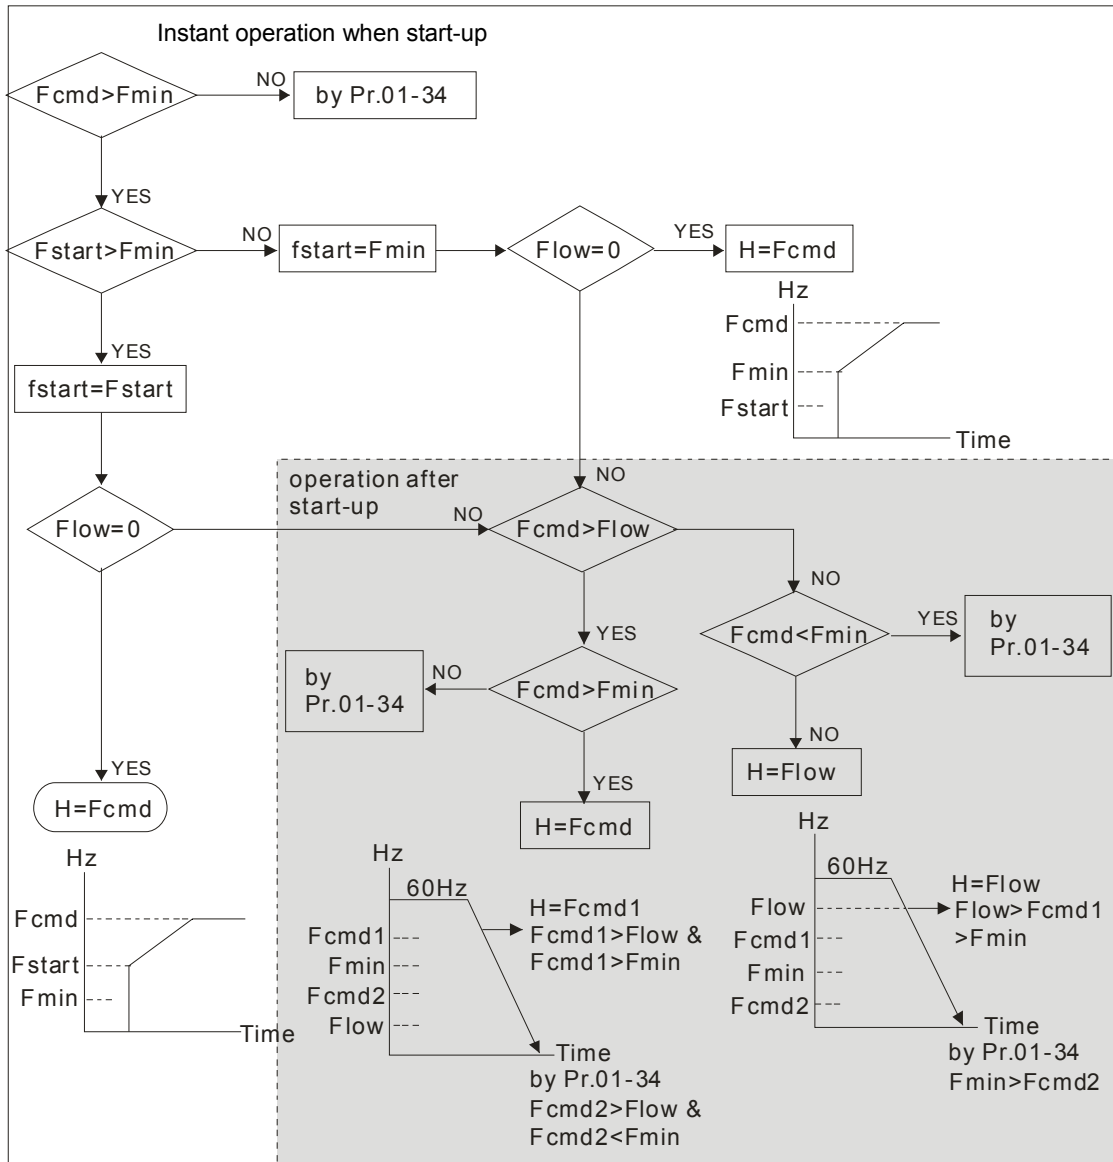 Instant operation when start-up
Fcmd>Fmin
NO
by Pr.01-34
YES
Fstart>Fmin
NO
fstart=Fmin
Flow=0
YES
H=Fcmd
Hz
Fcmd
Fmin
Fstart
Time
YES
fstart=Fstart
NO
operation after
start-up
Flow=0
NO
Fcmd>Flow
NO
YES
Fcmd<Fmin
YES
by
Pr.01-34
by
Pr.01-34
NO
Fcmd>Fmin
NO
H=Flow
YES
H=Fcmd
YES
H=Fcmd
Hz
Fcmd
Fstart
Fmin
Time
Hz
60Hz
Fcmd1
Fmin
Fcmd2
Flow
H=Fcmd1
Fcmd1>Flow &
Fcmd1>Fmin
Time
by Pr.01-34
Fcmd2>Flow &
Fcmd2<Fmin
Hz
60Hz
Flow
Fcmd1
Fmin
Fcmd2
H=Flow
Flow>Fcmd1
>Fmin
Time
by Pr.01-34
Fmin>Fcmd2